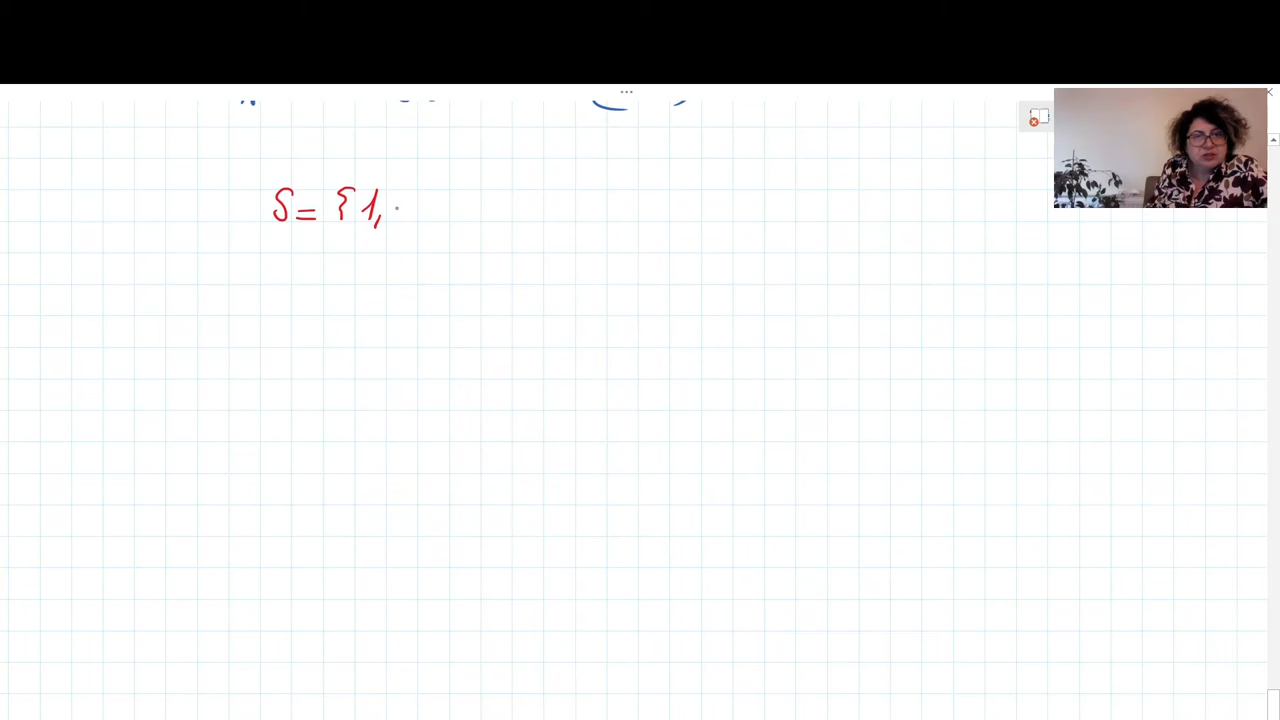 S = { 1,